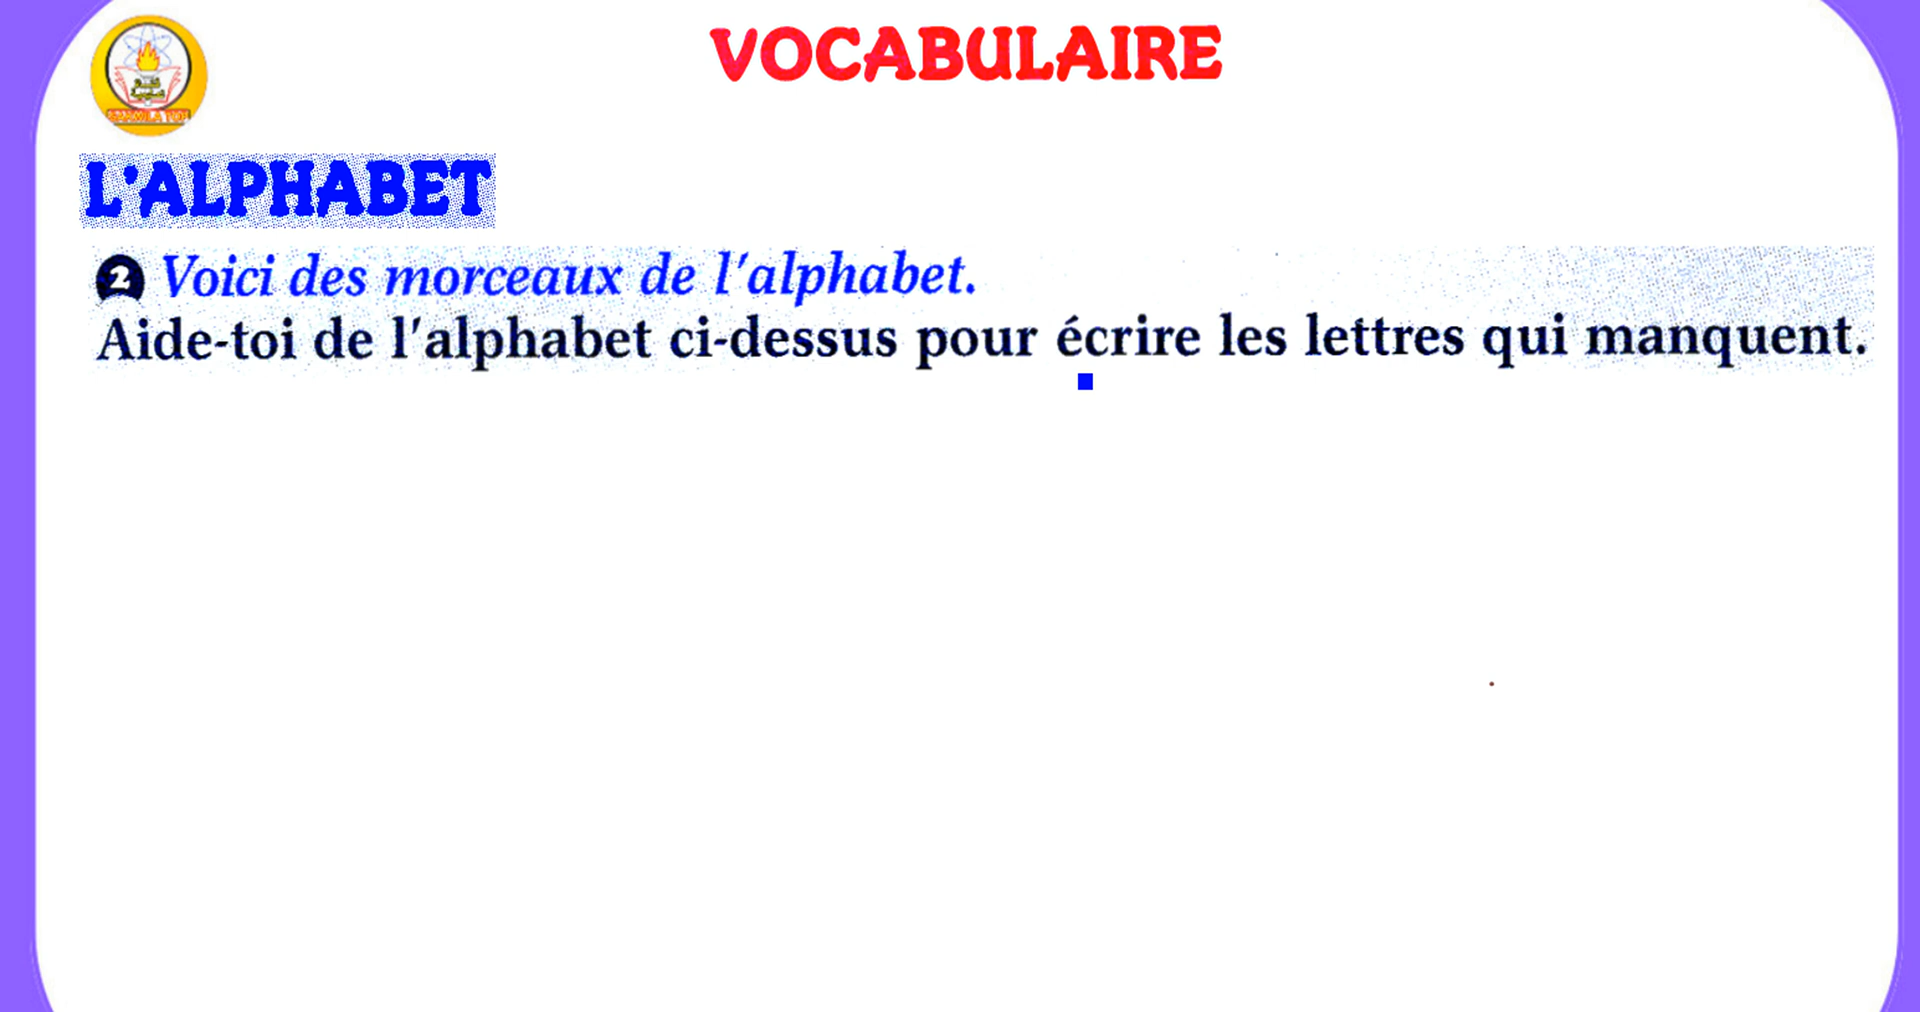 VOCABULAIRE
L'ALPHABET
2 Voici des morceaux de l'alphabet.
Aide-toi de l'alphabet ci-dessus pour écrire les lettres qui manquent.